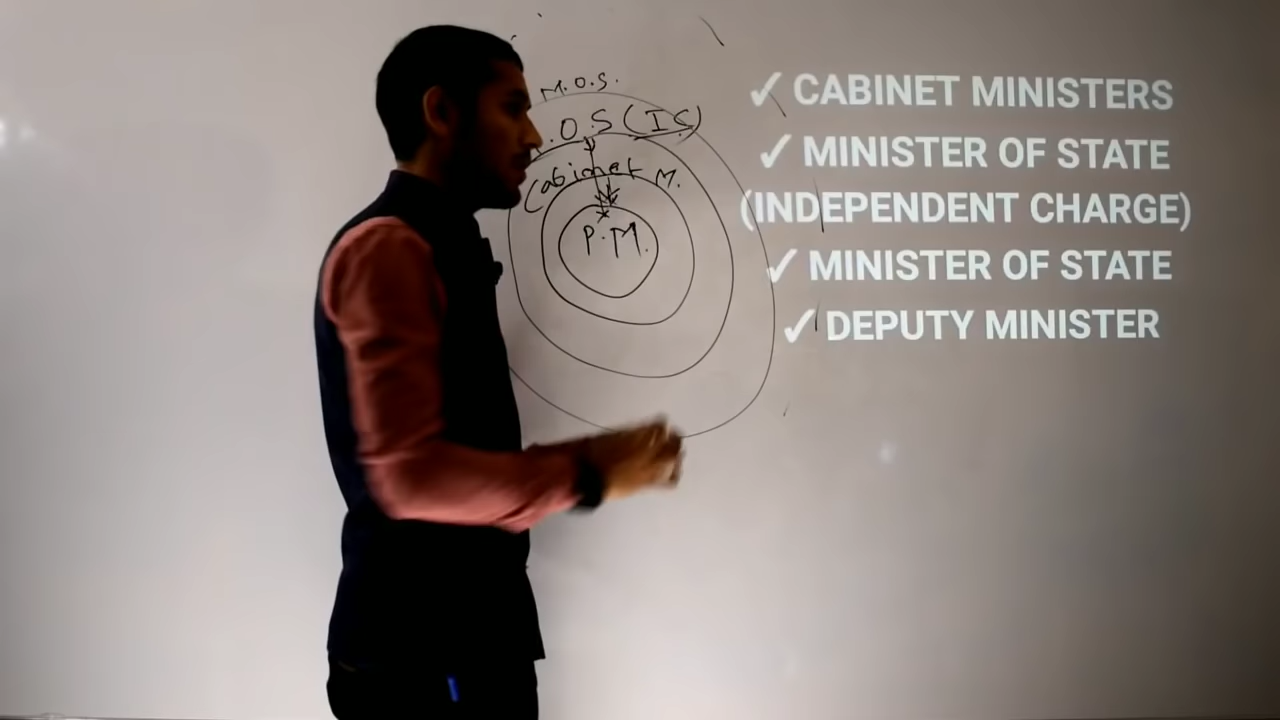 M.O.S.
.O.S (IC)
Cabinet M.
P.M.
✓ CABINET MINISTERS
✓ MINISTER OF STATE
(INDEPENDENT CHARGE)
✓ MINISTER OF STATE
✓ DEPUTY MINISTER